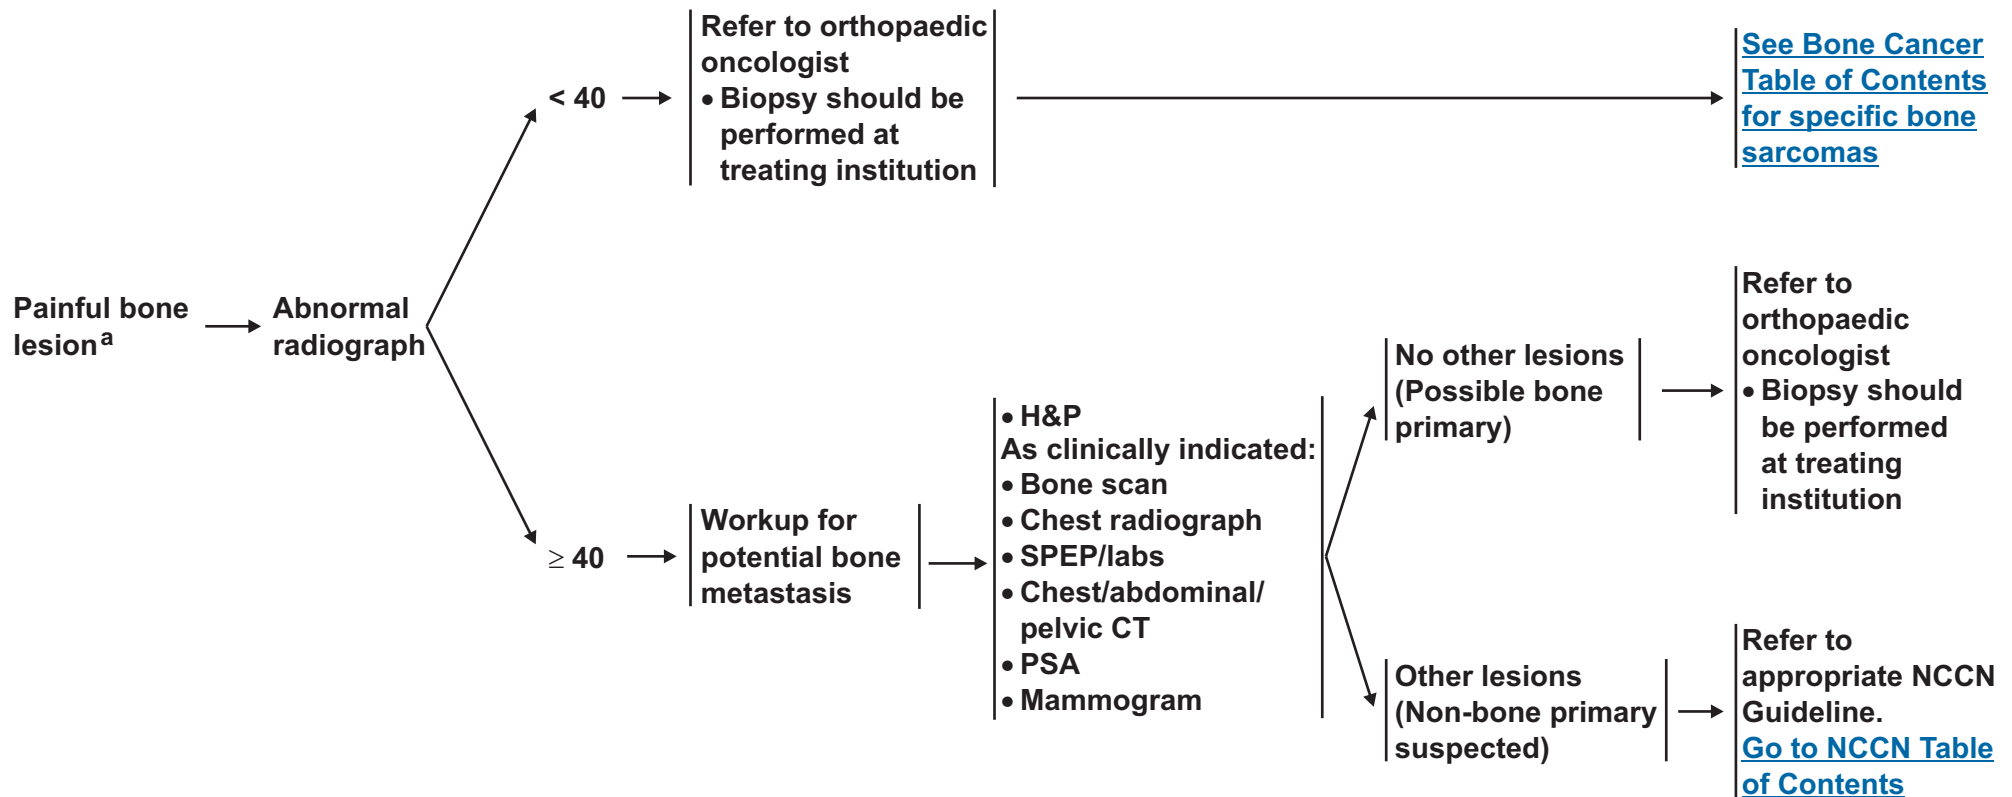 Painful bone
lesion a
Abnormal
radiograph
< 40
Refer to orthopaedic
oncologist
• Biopsy should be
performed at
treating institution
See Bone Cancer
Table of Contents
for specific bone
sarcomas
≥ 40
Workup for
potential bone
metastasis
• H&P
As clinically indicated:
• Bone scan
• Chest radiograph
• SPEP/labs
• Chest/abdominal/
pelvic CT
• PSA
• Mammogram
No other lesions
(Possible bone
primary)
Refer to
orthopaedic
oncologist
• Biopsy should
be performed
at treating
institution
Other lesions
(Non-bone primary
suspected)
Refer to
appropriate NCCN
Guideline.
Go to NCCN Table
of Contents